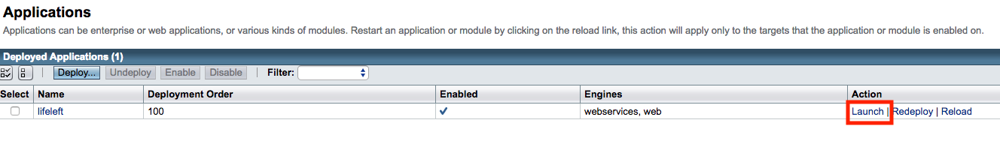 Applications
Applications can be enterprise or web applications, or various kinds of modules. Restart an application or module by clicking on the reload link, this action will apply only to the targets that the application or module is enabled on.
Deployed Applications (1)
Deploy... Undeploy Enable Disable Filter:
Select Name Deployment Order Enabled Engines Action
lifeleft 100 webservices, web Launch | Redeploy | Reload